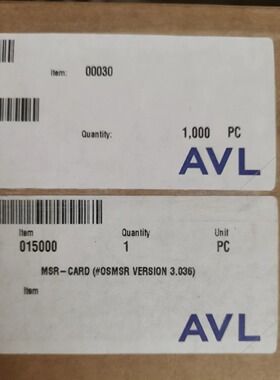 Item: 00030
Quantity: 1,000 PC
AVL
Item Quantity Unit
015000 1 PC
MSR-CARD (#OSMSR VERSION 3.036)
Item
AVL